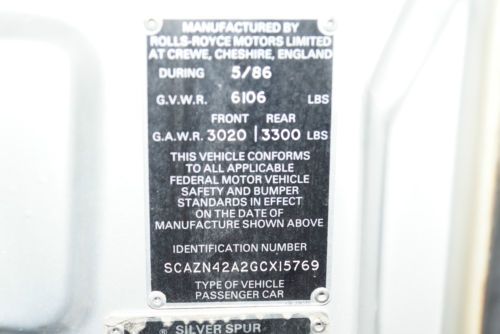 MANUFACTURED BY
ROLLS-ROYCE MOTORS LIMITED
AT CREWE, CHESHIRE, ENGLAND
DURING 5/86
G.V.W.R. 6106 LBS
FRONT REAR
G.A.W.R. 3020 | 3300 LBS
THIS VEHICLE CONFORMS
TO ALL APPLICABLE
FEDERAL MOTOR VEHICLE
SAFETY AND BUMPER
STANDARDS IN EFFECT
ON THE DATE OF
MANUFACTURE SHOWN ABOVE
IDENTIFICATION NUMBER
SCAZN42A2GCX15769
TYPE OF VEHICLE
PASSENGER CAR
SILVER SPUR